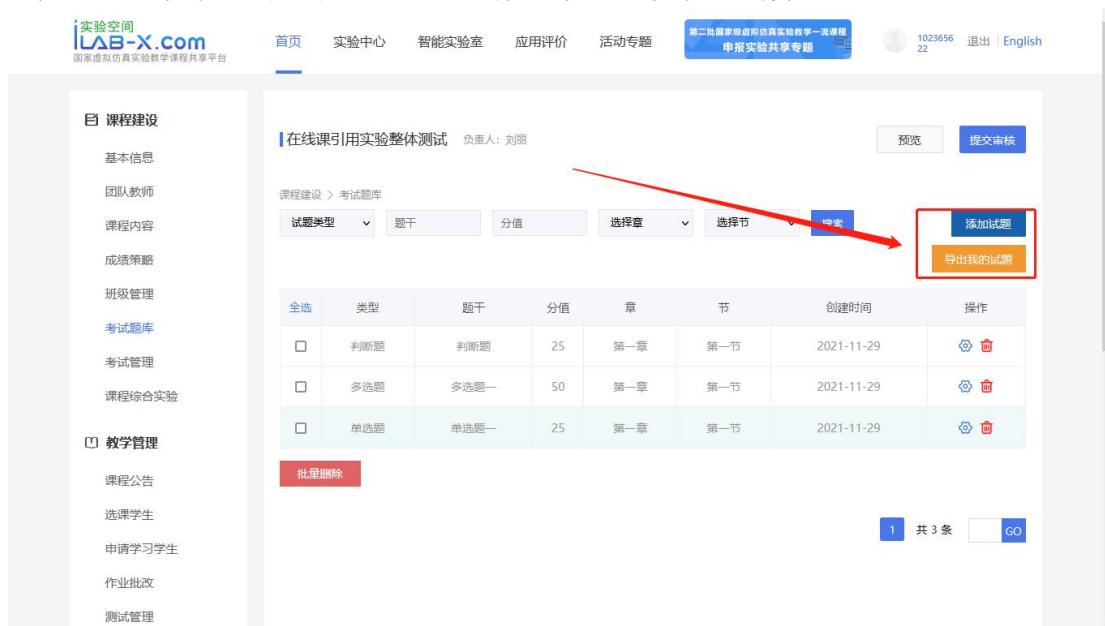 实验空间
ILAB-X.com
国家虚拟仿真实验教学课程共享平台
首页 实验中心 智能实验室 应用评价 活动专题
第二批国家级虚拟仿真实验教学一流课程
申报实验共享专题
1023656
22
退出 English
课程建设
基本信息
团队教师
课程内容
成绩策略
班级管理
考试题库
考试管理
课程综合实验
教学管理
课程公告
选课学生
申请学习学生
作业批改
测试管理
在线课引用实验整体测试 负责人：刘丽
预览 提交审核
课程建设 > 考试题库
试题类型 题干 分值 选择章 选择节 搜索 添加试题
导出我的试题
全选 类型 题干 分值 章 节 创建时间 操作
判断题 判断题 25 第一章 第一节 2021-11-29
多选题 多选题一 50 第一章 第一节 2021-11-29
单选题 单选题一 25 第一章 第一节 2021-11-29
批量删除
1 共 3 条 GO